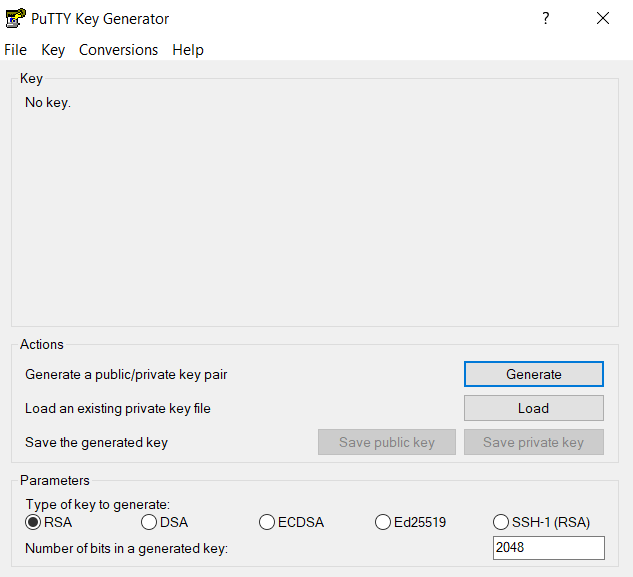 PuTTY Key Generator ?
File Key Conversions Help
Key
No key.
Actions
Generate a public/private key pair Generate
Load an existing private key file Load
Save the generated key Save public key Save private key
Parameters
Type of key to generate:
RSA DSA ECDSA Ed25519 SSH-1 (RSA)
Number of bits in a generated key: 2048